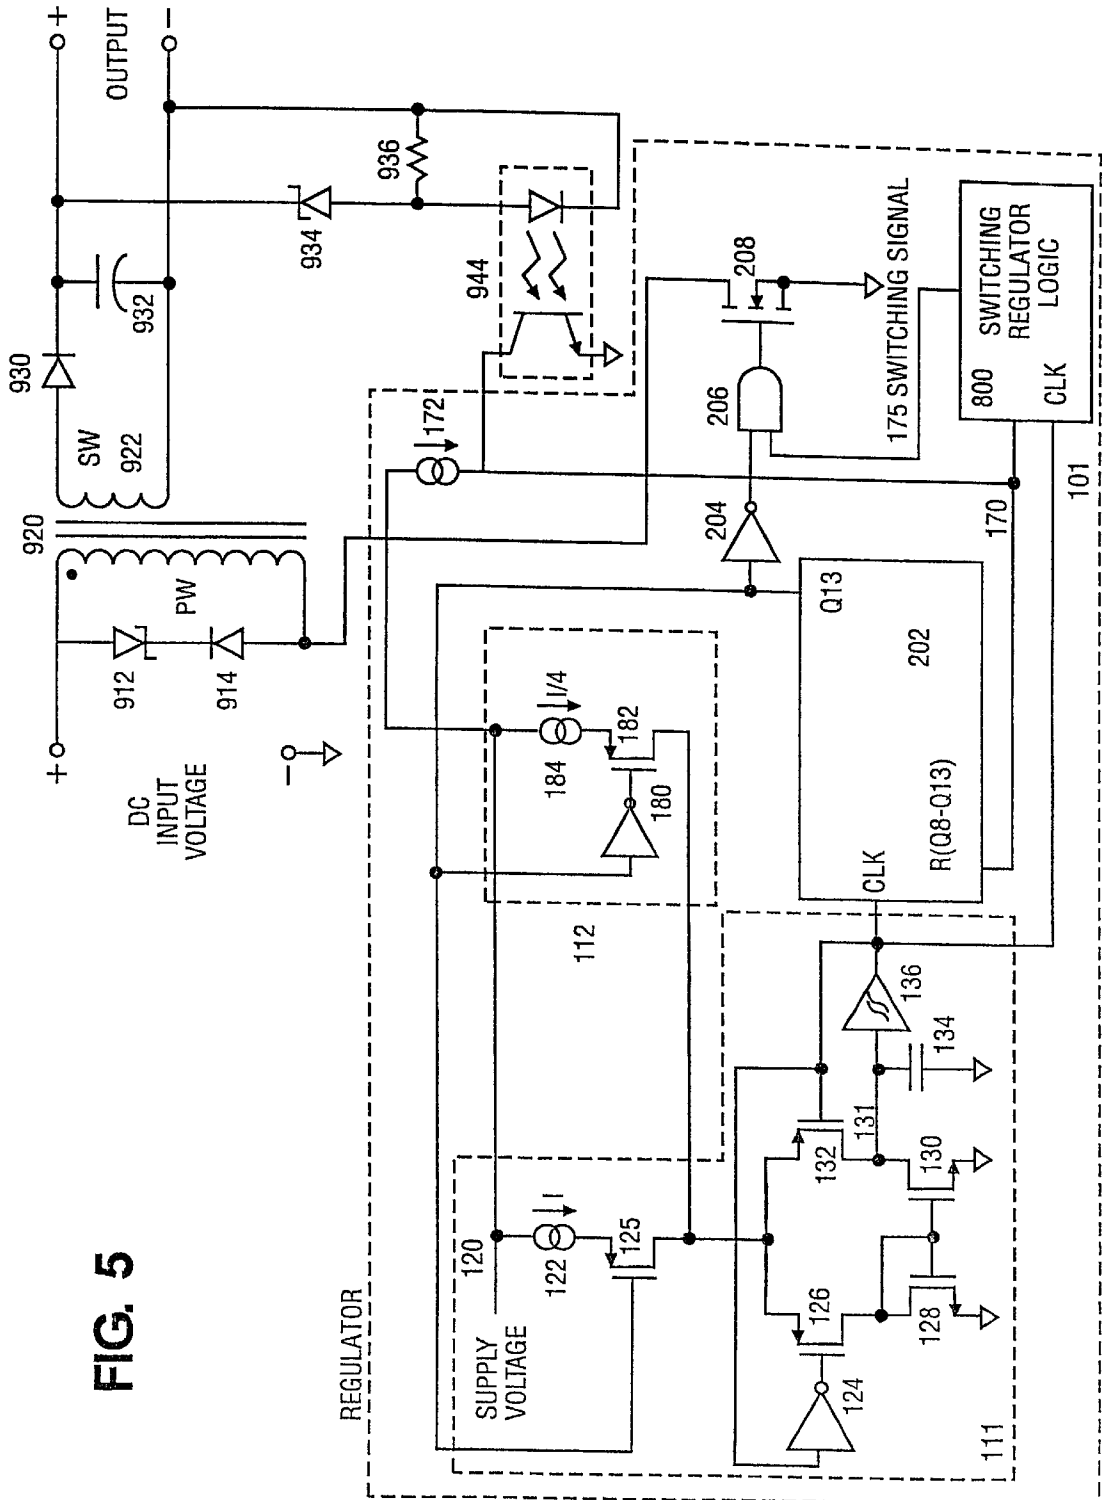 FIG. 5
+
-
OUTPUT
930
932
SW
922
920
PW
912
914
+
-
DC
INPUT
VOLTAGE
934
936
944
REGULATOR
172
208
206
175 SWITCHING SIGNAL
SWITCHING
REGULATOR
LOGIC
800
CLK
101
170
204
Q13
202
CLK
R(Q8-Q13)
I/4
184
182
180
112
SUPPLY
VOLTAGE
120
I
122
125
126
124
128
130
131
132
134
136
111